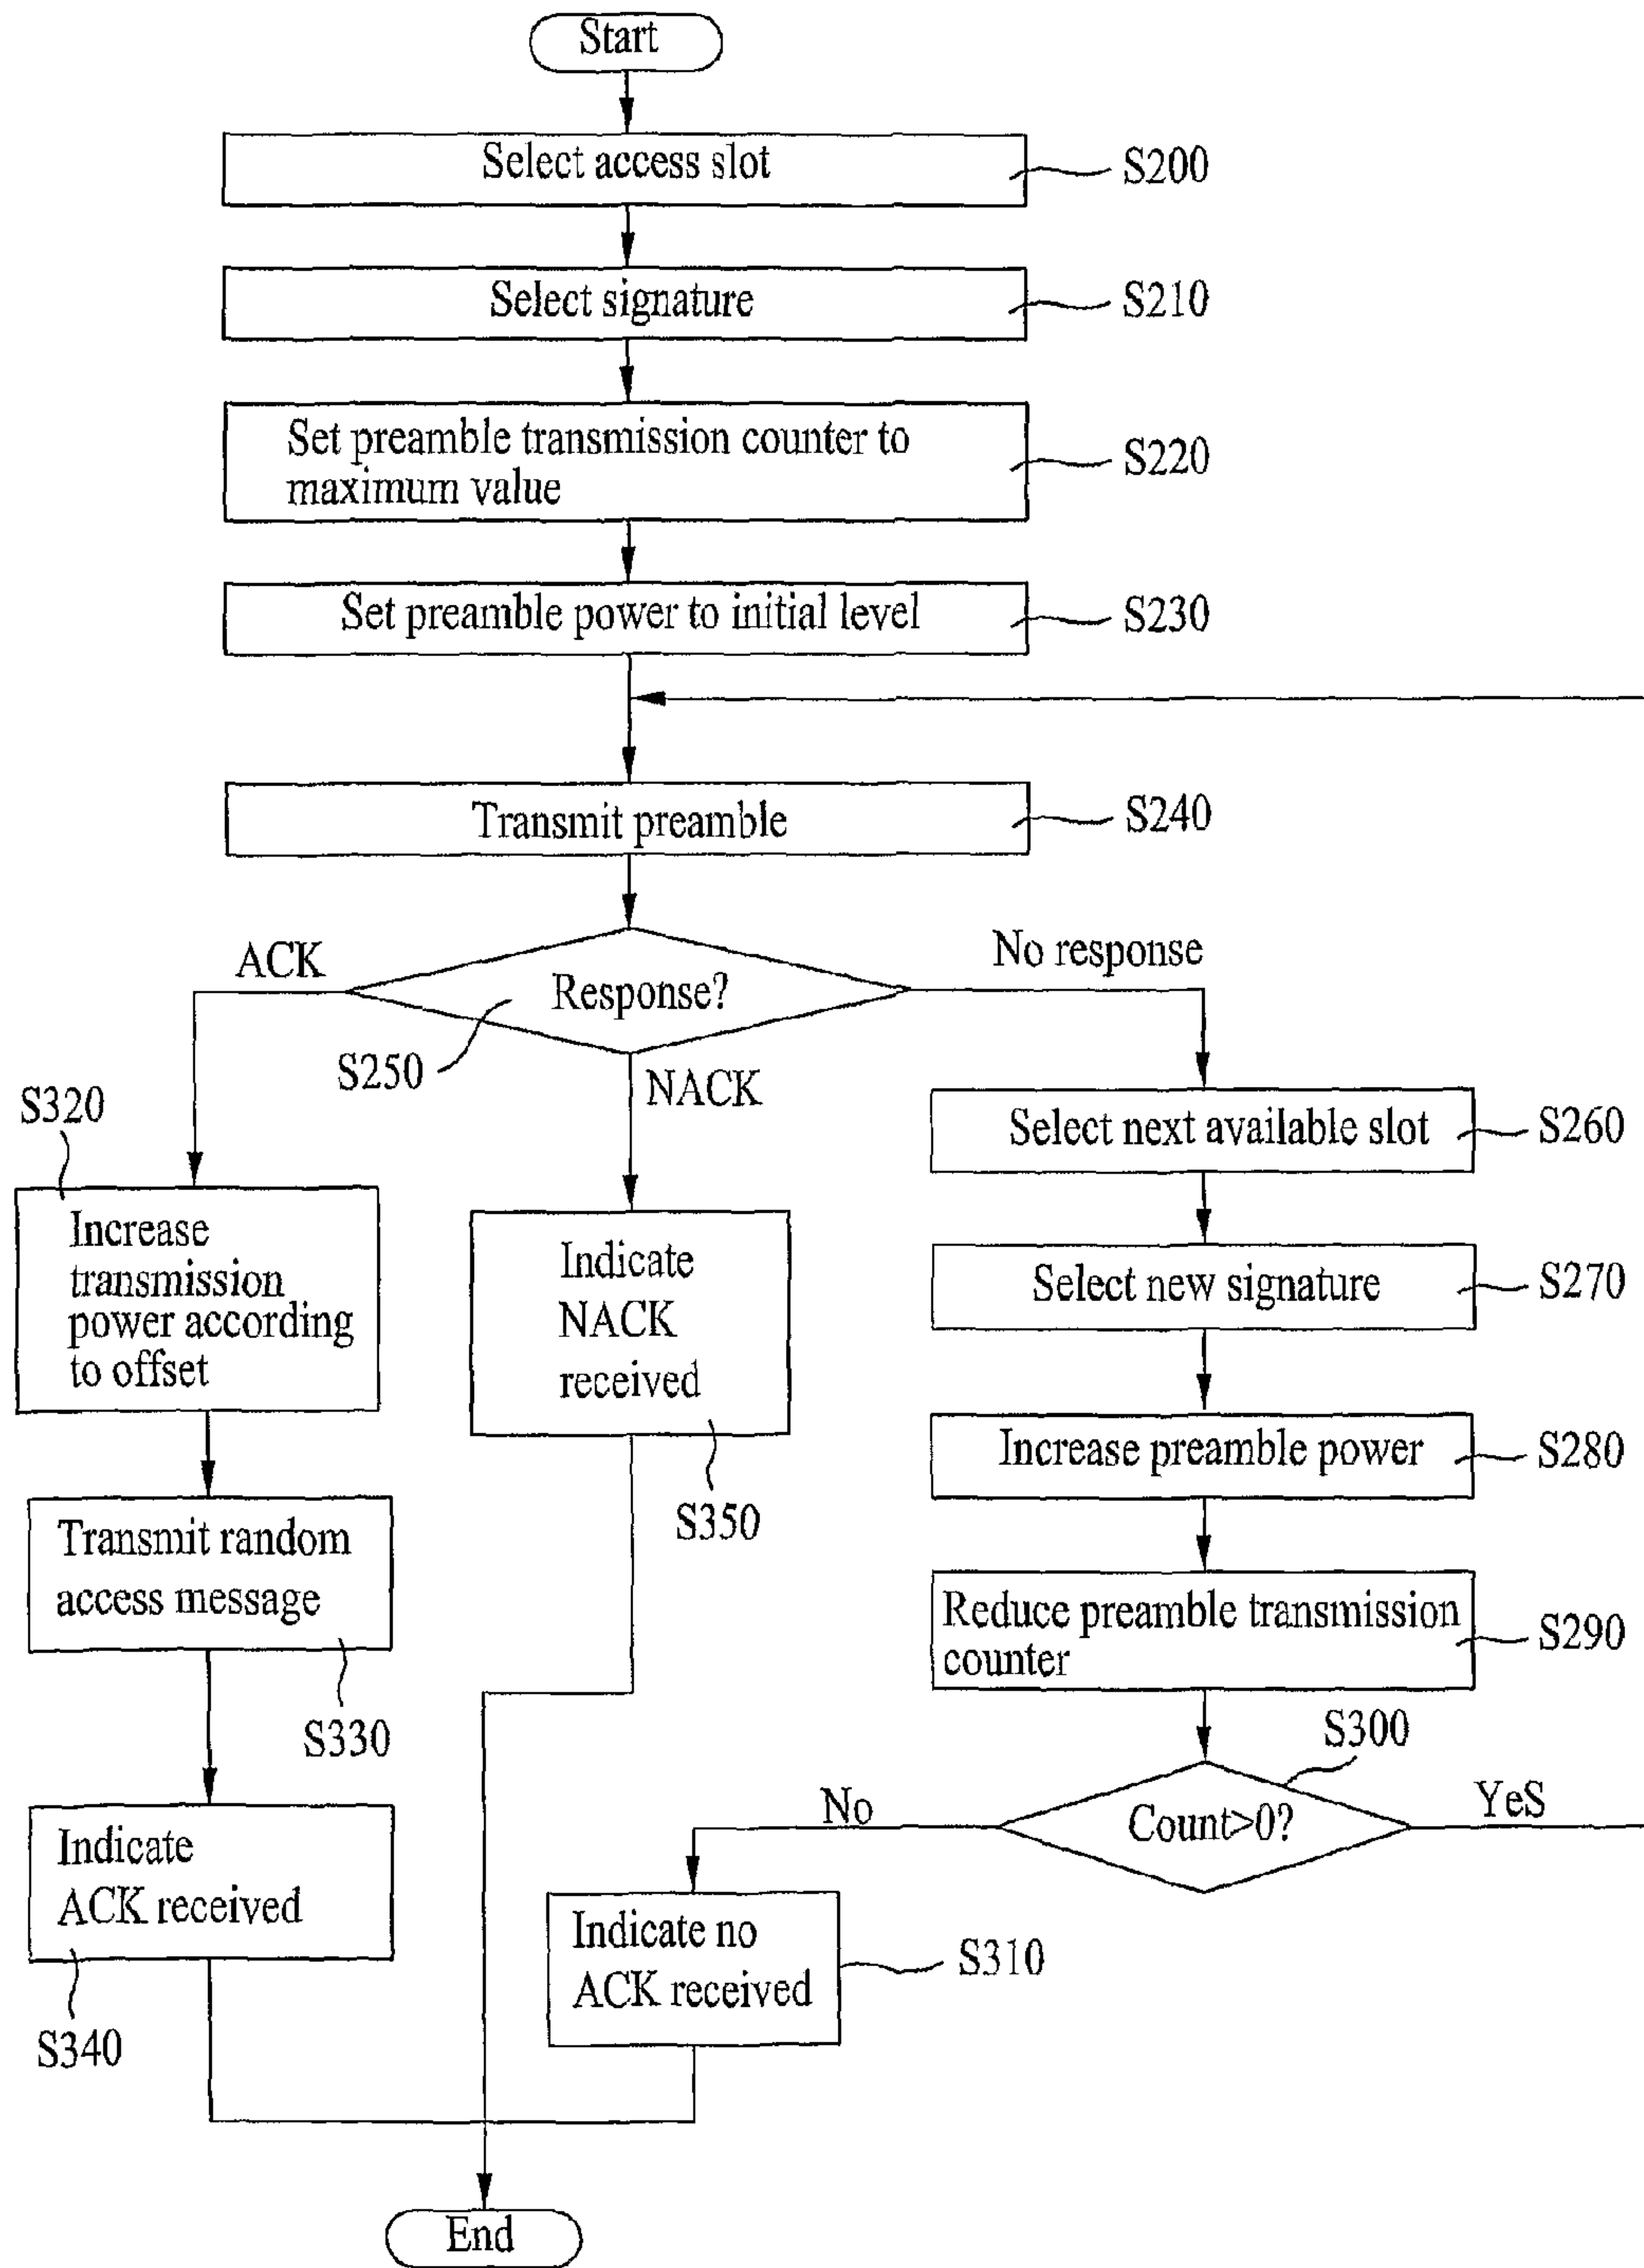 Start
Select access slot
S200
Select signature
S210
Set preamble transmission counter to
maximum value
S220
Set preamble power to initial level
S230
Transmit preamble
S240
ACK
Response?
No response
S250
NACK
S320
Select next available slot
S260
Increase
transmission
power according
to offset
Indicate
NACK
received
Select new signature
S270
Increase preamble power
S280
S350
Transmit random
access message
Reduce preamble transmission
counter
S290
S330
S300
No
Count>0?
YeS
Indicate
ACK received
Indicate no
ACK received
S310
S340
End